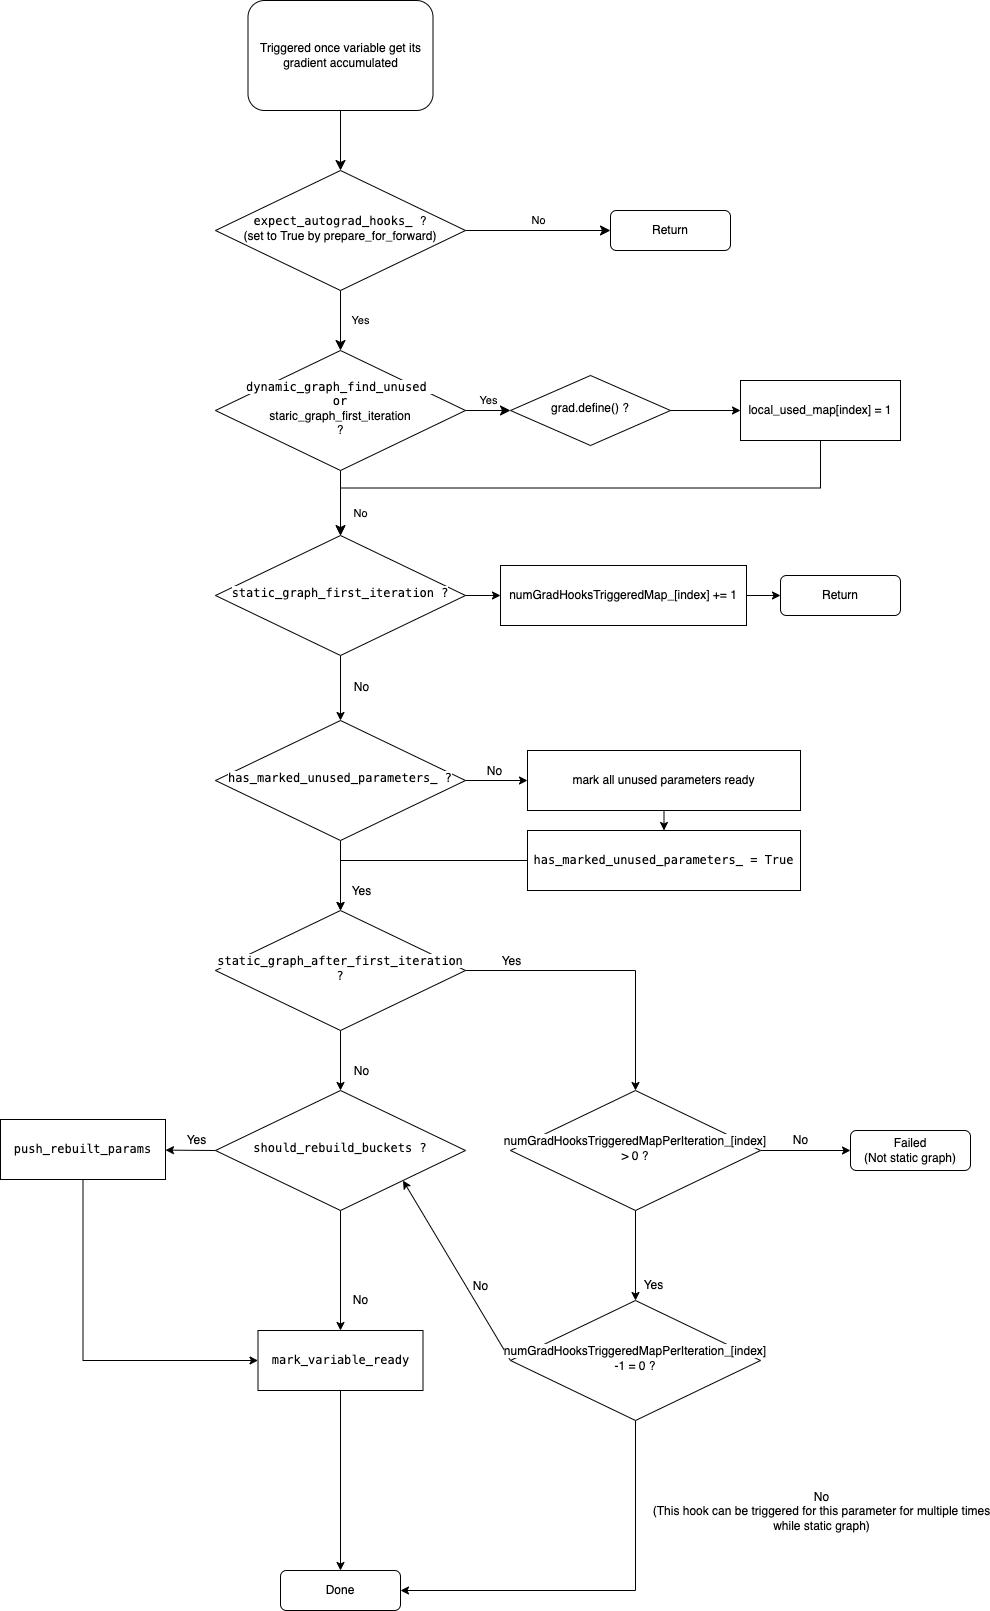 Triggered once variable get its
gradient accumulated
expect_autograd_hooks_ ?
(set to True by prepare_for_forward)
No
Return
Yes
dynamic_graph_find_unused
or
staric_graph_first_iteration
?
Yes
grad.define() ?
local_used_map[index] = 1
No
static_graph_first_iteration ?
numGradHooksTriggeredMap_[index] += 1
Return
No
has_marked_unused_parameters_ ?
No
mark all unused parameters ready
has_marked_unused_parameters_ = True
Yes
static_graph_after_first_iteration
?
Yes
No
push_rebuilt_params
Yes
should_rebuild_buckets ?
numGradHooksTriggeredMapPerIteration_[index]
> 0 ?
No
Failed
(Not static graph)
No
Yes
No
mark_variable_ready
numGradHooksTriggeredMapPerIteration_[index]
-1 = 0 ?
No
(This hook can be triggered for this parameter for multiple times
while static graph)
Done